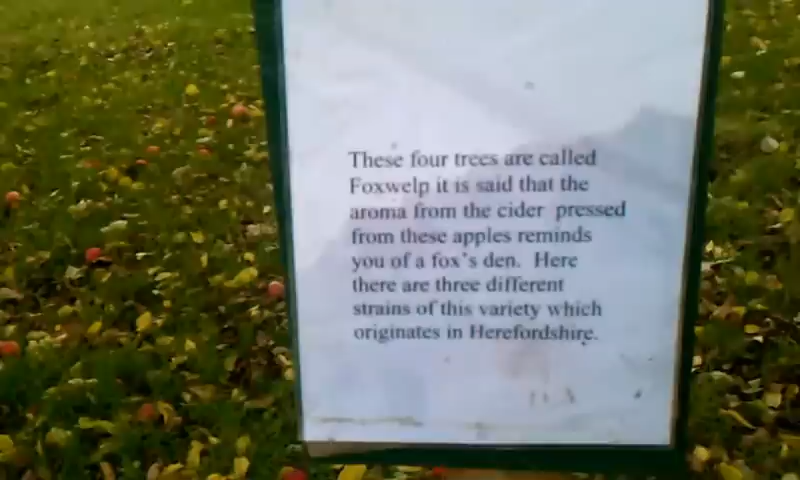 These four trees are called
Foxwelp it is said that the
aroma from the cider pressed
from these apples reminds
you of a fox's den. Here
there are three different
strains of this variety which
originates in Herefordshire.